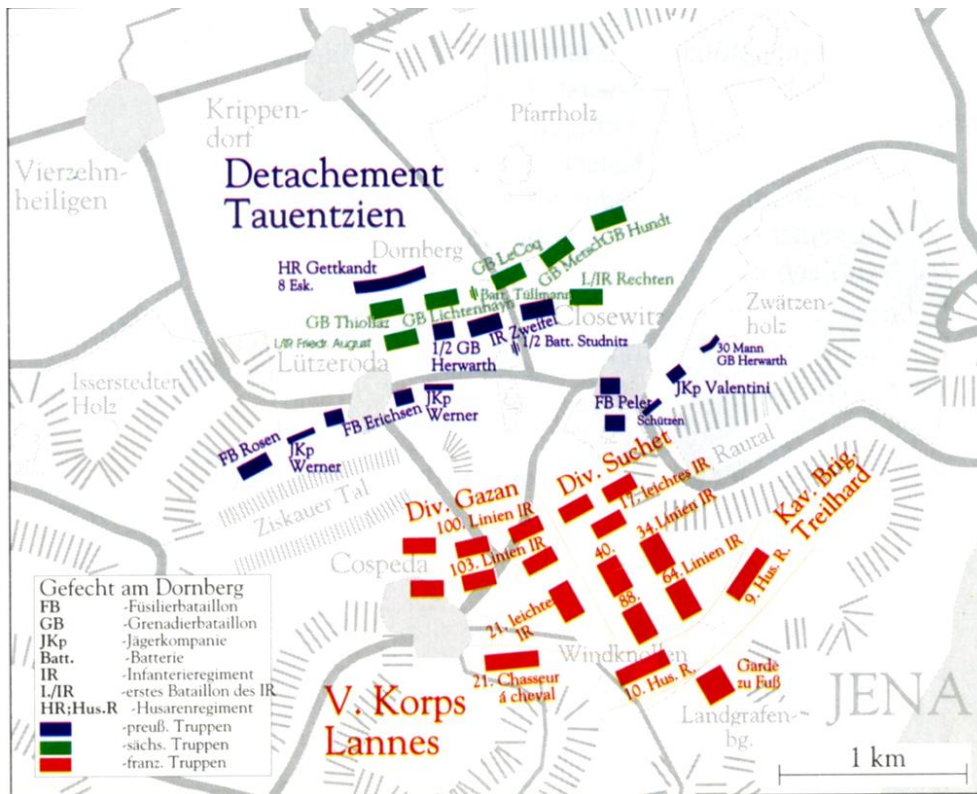 Krippen-
dorf
Pfarrholz
Vierzehn-
heiligen
Detachement
Tauentzien
Dornberg
HR Gettkandt
8 Esk.
GB LeCoq
GB Metsch
GB Hundt
GB Thiollaz
GB Lichtenhayn
Batt. Tüllmann
I./IR Rechten
I./IR Friedr. August
1/2 GB
Herwarth
IR Zweifel
1/2 Batt. Studnitz
Closewitz
Zwätzen-
holz
30 Mann
GB Herwarth
Lützeroda
Isserstedter
Holz
JKp Valentini
FB Pelet
Schützen
FB Erichsen
JKp
Werner
FB Rosen
JKp
Werner
Rautal
Ziskauer Tal
Div. Gazan
Div. Suchet
Kav. Brig.
Treilhard
100. Linien IR
103. Linien IR
17. leichtes IR
34. Linien IR
40.
88.
64. Linien IR
9. Hus. R.
Cospeda
21. leichtes
IR
Windknollen
21. Chasseur
á cheval
10. Hus. R.
Garde
zu Fuß
Landgrafen-
bg.
JENA
V. Korps
Lannes
1 km
Gefecht am Dornberg
FB -Füsilierbataillon
GB -Grenadierbataillon
JKp -Jägerkompanie
Batt. -Batterie
IR -Infanterieregiment
I./IR -erstes Bataillon des IR
HR;Hus.R -Husarenregiment
-preuß. Truppen
-sächs. Truppen
-franz. Truppen